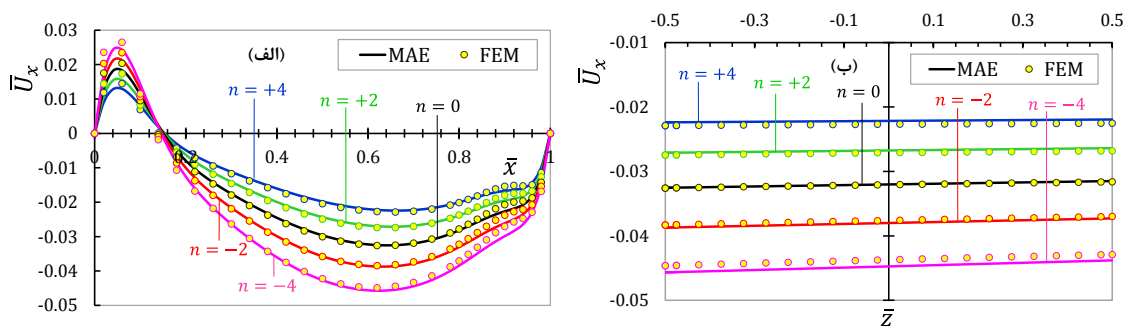 (الف)
MAE
FEM
n = +4
n = +2
n = 0
n = −2
n = −4
0.03
0.02
0.01
0
-0.01
-0.02
-0.03
-0.04
-0.05
0
0.2
0.4
0.6
0.8
1
x̄
Ūₓ
-0.5
-0.3
-0.1
0.1
0.3
0.5
(ب)
MAE
FEM
n = +4
n = +2
n = 0
n = −2
n = −4
-0.01
-0.02
-0.03
-0.04
-0.05
Ūₓ
z̄